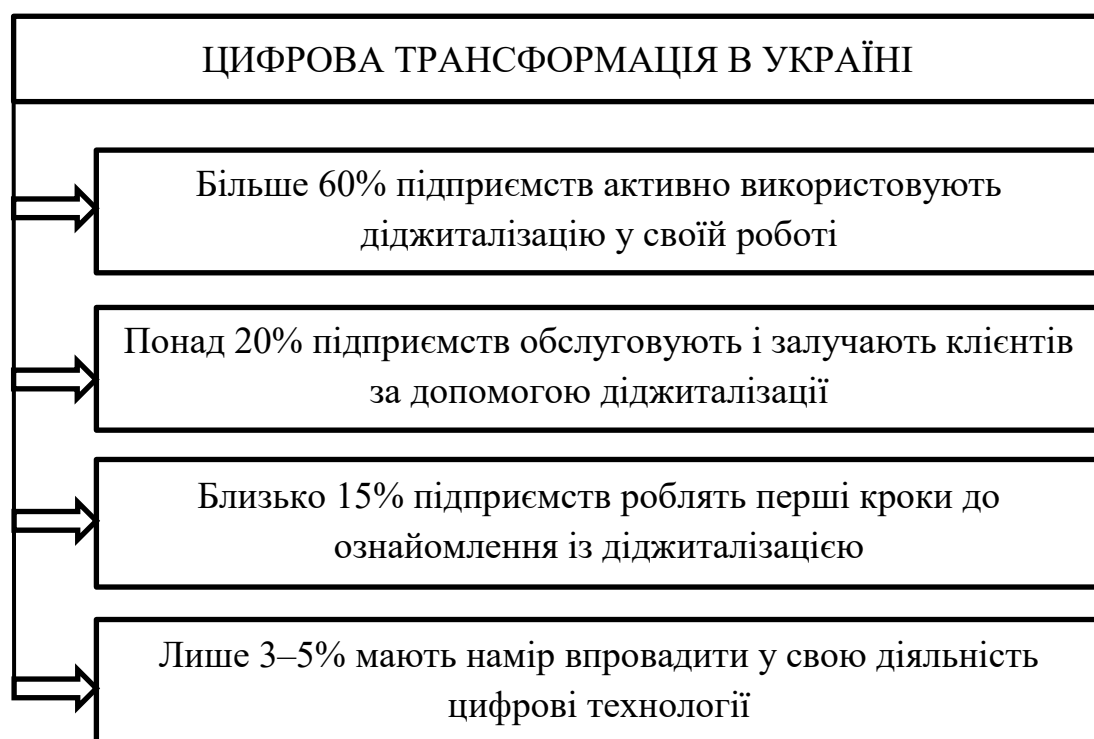 ЦИФРОВА ТРАНСФОРМАЦІЯ В УКРАЇНІ
Більше 60% підприємств активно використовують
діджиталізацію у своїй роботі
Понад 20% підприємств обслуговують і залучають клієнтів
за допомогою діджиталізації
Близько 15% підприємств роблять перші кроки до
ознайомлення із діджиталізацією
Лише 3–5% мають намір впровадити у свою діяльність
цифрові технології